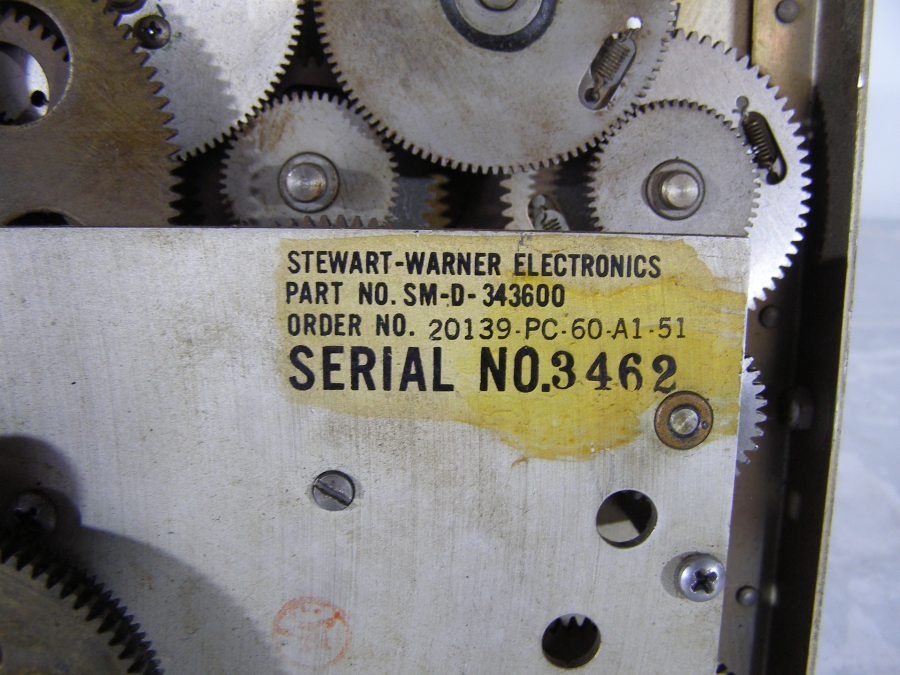 STEWART-WARNER ELECTRONICS
PART NO. SM-D-343600
ORDER NO. 20139-PC-60-A1-51
SERIAL NO. 3462